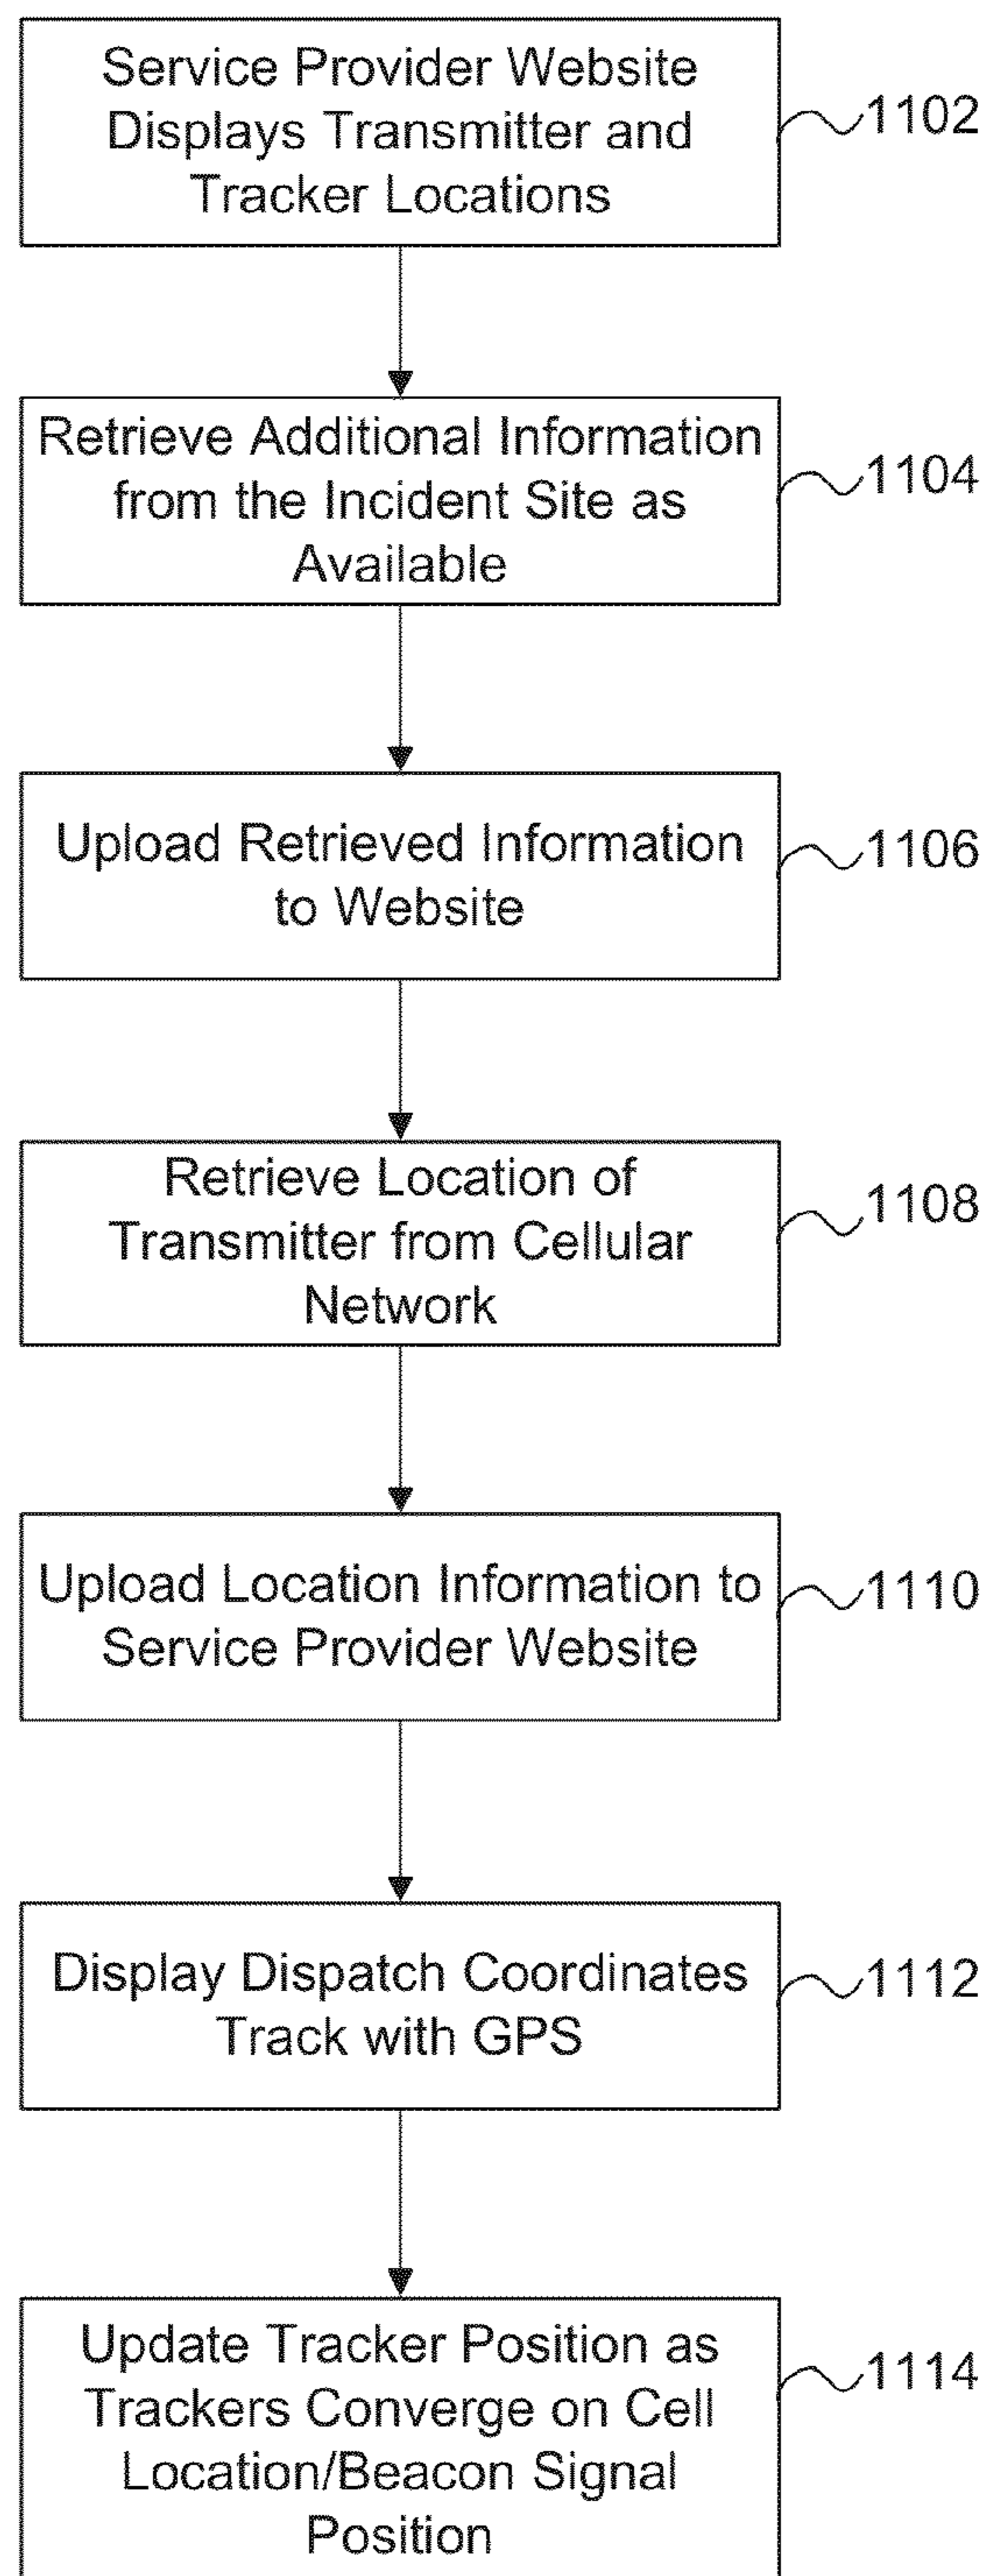 Service Provider Website
Displays Transmitter and
Tracker Locations
1102
Retrieve Additional Information
from the Incident Site as
Available
1104
Upload Retrieved Information
to Website
1106
Retrieve Location of
Transmitter from Cellular
Network
1108
Upload Location Information to
Service Provider Website
1110
Display Dispatch Coordinates
Track with GPS
1112
Update Tracker Position as
Trackers Converge on Cell
Location/Beacon Signal
Position
1114